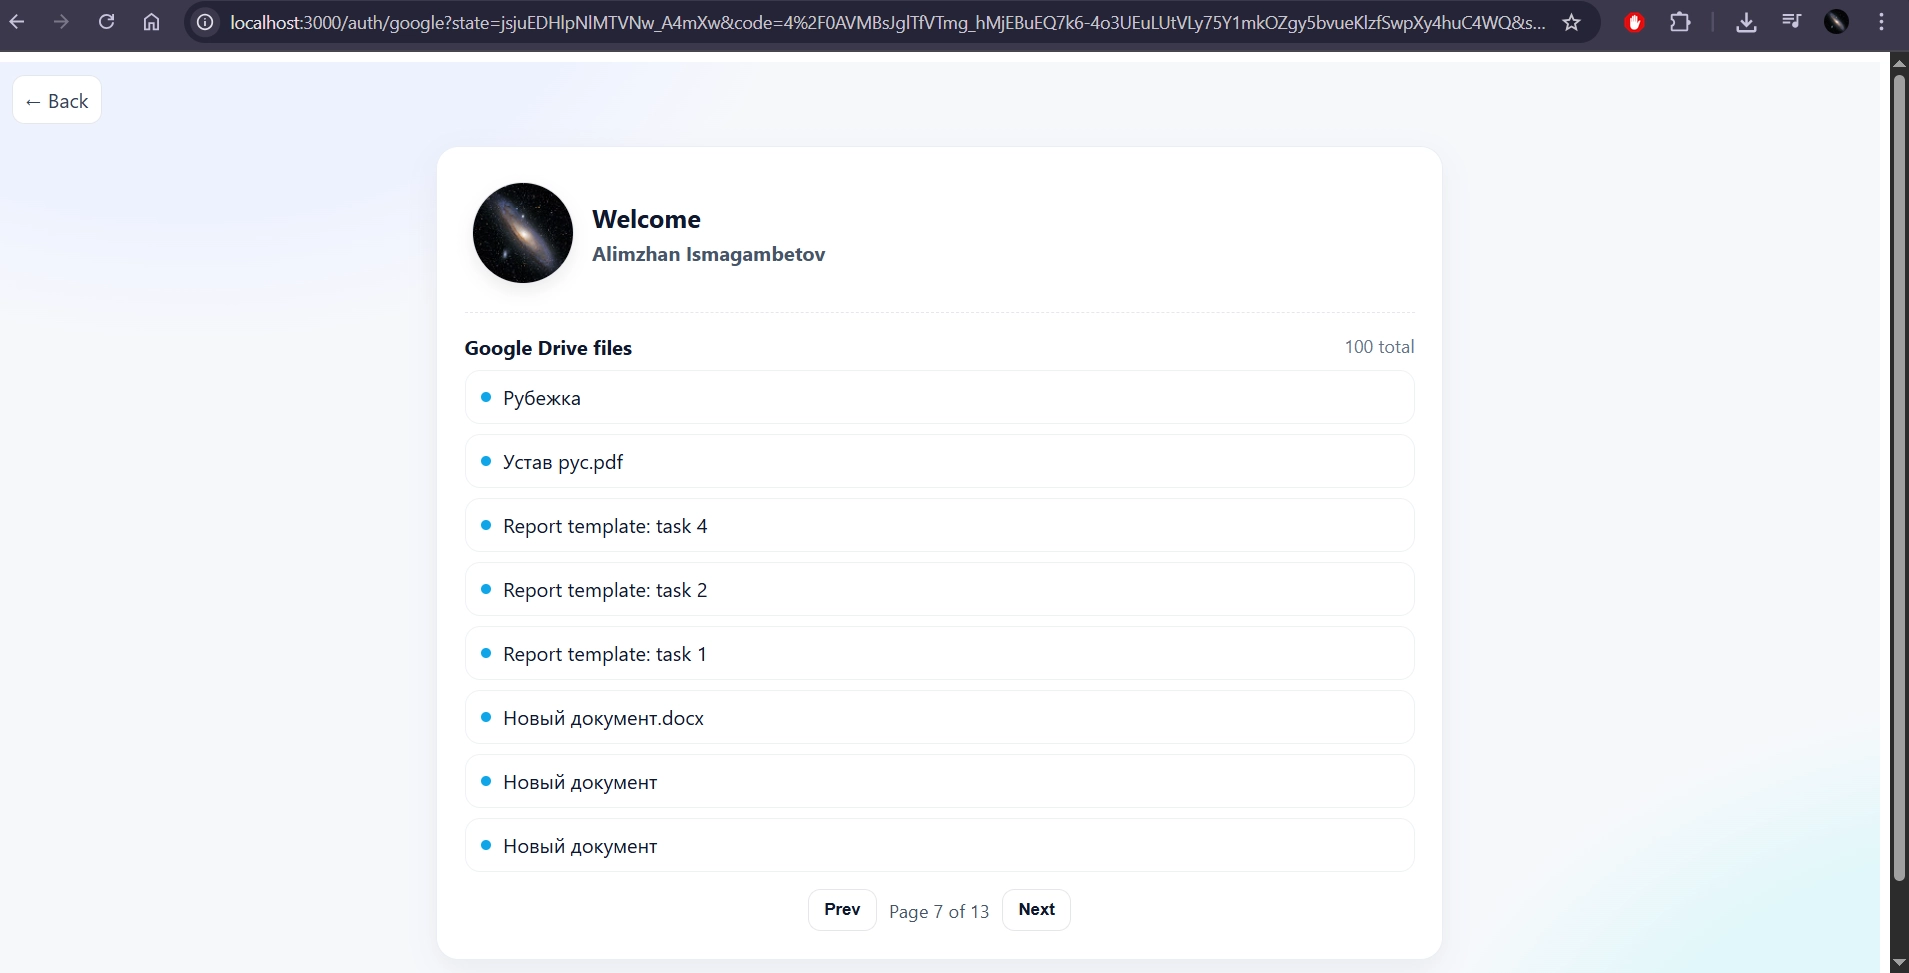 localhost:3000/auth/google?state=jsjuEDHlpNlMTVNw_A4mXw&code=4%2F0AVMBsJglTfVTmg_hMjEBuEQ7k6-4o3UEuLUtVLy75Y1mkOZgy5bvueKlzfSwpXy4huC4WQ&s...
← Back
Welcome
Alimzhan Ismagambetov
Google Drive files 100 total
Рубежка
Устав рус.pdf
Report template: task 4
Report template: task 2
Report template: task 1
Новый документ.docx
Новый документ
Новый документ
Prev Page 7 of 13 Next